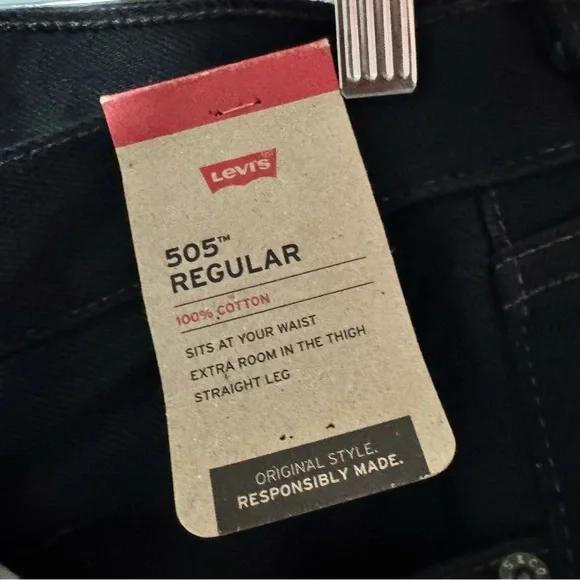 Levi's
505™
REGULAR
100% COTTON
SITS AT YOUR WAIST
EXTRA ROOM IN THE THIGH
STRAIGHT LEG
ORIGINAL STYLE.
RESPONSIBLY MADE.